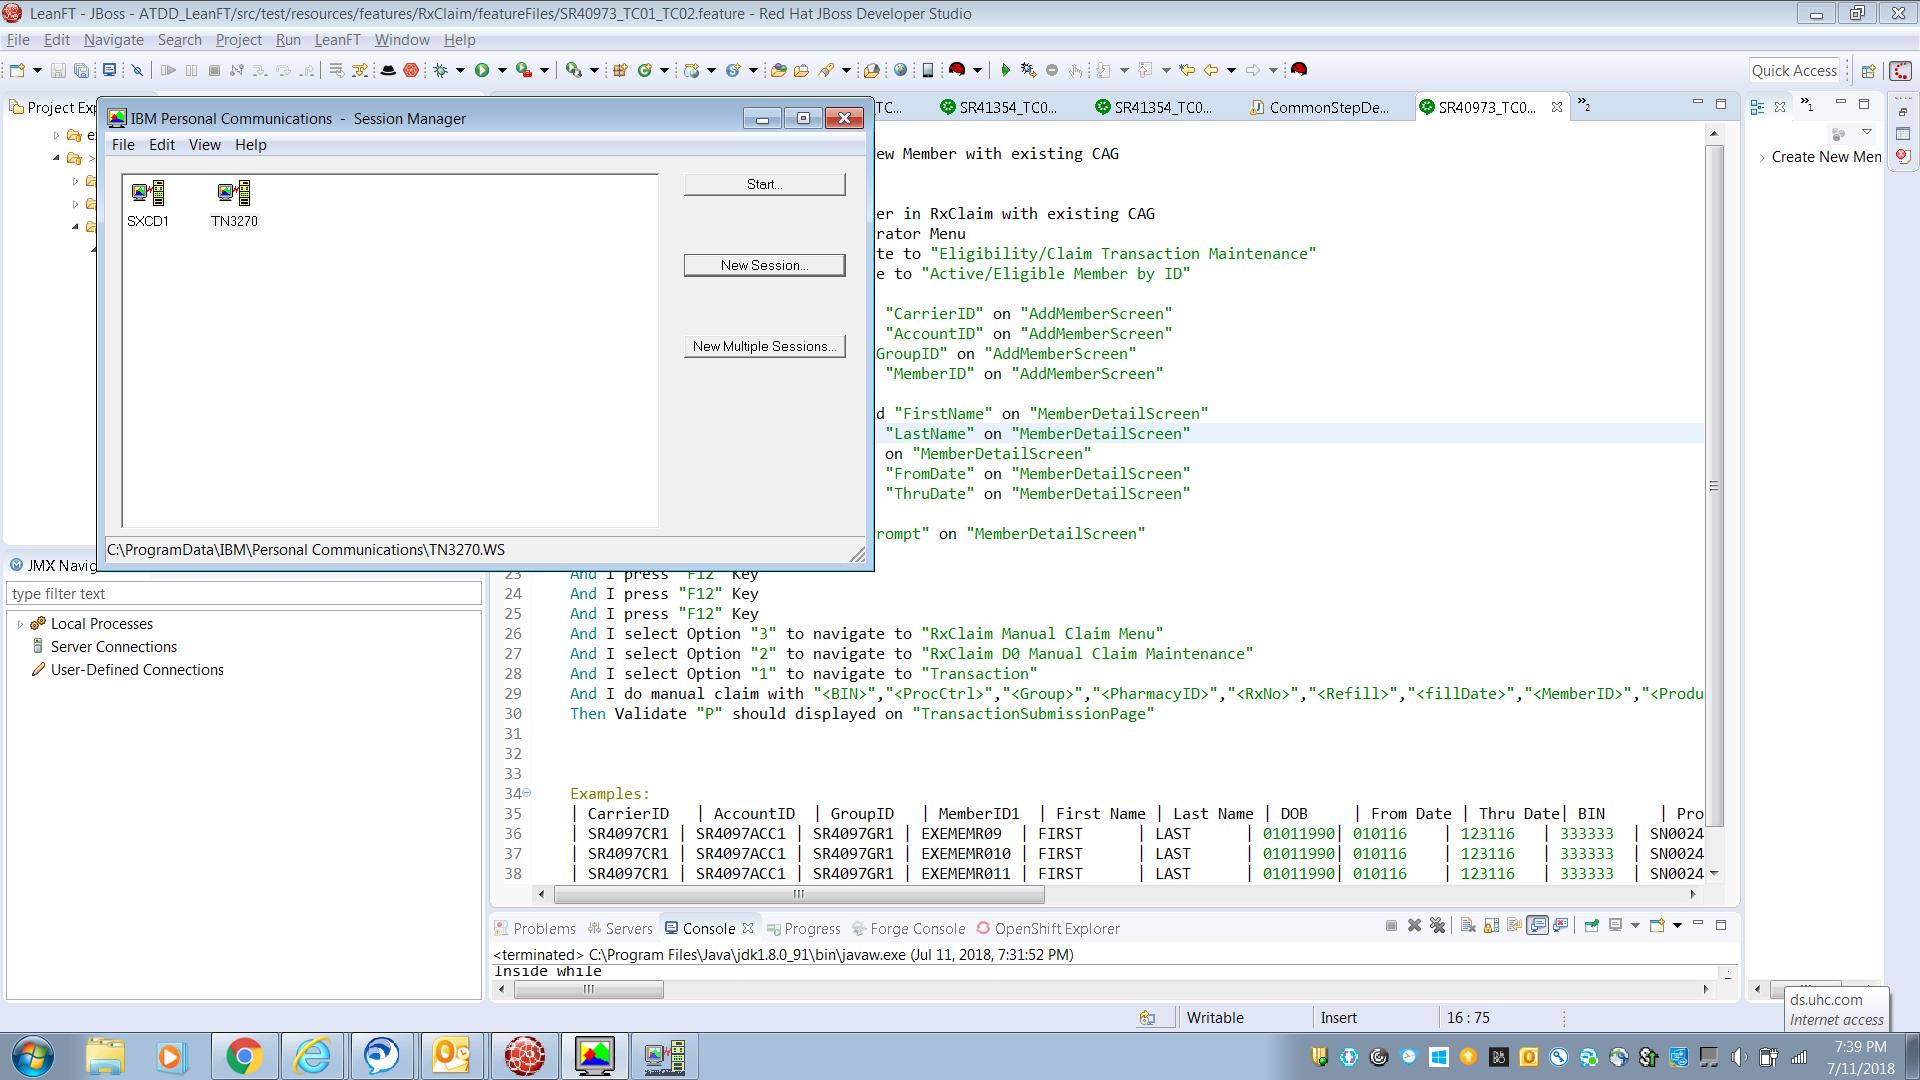 LeanFT - JBoss - ATDD_LeanFT/src/test/resources/features/RxClaim/featureFiles/SR40973_TC01_TC02.feature - Red Hat JBoss Developer Studio
File Edit Navigate Search Project Run LeanFT Window Help
Quick Access
Project Exp
TC...
SR41354_TC0...
SR41354_TC0...
CommonStepDe...
SR40973_TC0...
»2
»1
Create New Mem
IBM Personal Communications - Session Manager
File Edit View Help
SXCD1
TN3270
Start...
New Session...
New Multiple Sessions...
C:\ProgramData\IBM\Personal Communications\TN3270.WS
ew Member with existing CAG
er in RxClaim with existing CAG
rator Menu
te to "Eligibility/Claim Transaction Maintenance"
e to "Active/Eligible Member by ID"
"CarrierID" on "AddMemberScreen"
"AccountID" on "AddMemberScreen"
GroupID" on "AddMemberScreen"
"MemberID" on "AddMemberScreen"
d "FirstName" on "MemberDetailScreen"
"LastName" on "MemberDetailScreen"
on "MemberDetailScreen"
"FromDate" on "MemberDetailScreen"
"ThruDate" on "MemberDetailScreen"
rompt" on "MemberDetailScreen"
23 And I press "F12" Key
24 And I press "F12" Key
25 And I press "F12" Key
26 And I select Option "3" to navigate to "RxClaim Manual Claim Menu"
27 And I select Option "2" to navigate to "RxClaim D0 Manual Claim Maintenance"
28 And I select Option "1" to navigate to "Transaction"
29 And I do manual claim with "<BIN>","<ProcCtrl>","<Group>","<PharmacyID>","<RxNo>","<Refill>","<fillDate>","<MemberID>","<Produ
30 Then Validate "P" should displayed on "TransactionSubmissionPage"
31
32
33
34 Examples:
35 | CarrierID | AccountID | GroupID | MemberID1 | First Name | Last Name | DOB | From Date | Thru Date| BIN | Pro
36 | SR4097CR1 | SR4097ACC1 | SR4097GR1 | EXEMEMR09 | FIRST | LAST | 01011990| 010116 | 123116 | 333333 | SN0024
37 | SR4097CR1 | SR4097ACC1 | SR4097GR1 | EXEMEMR010 | FIRST | LAST | 01011990| 010116 | 123116 | 333333 | SN0024
38 | SR4097CR1 | SR4097ACC1 | SR4097GR1 | EXEMEMR011 | FIRST | LAST | 01011990| 010116 | 123116 | 333333 | SN0024
JMX Navig
type filter text
Local Processes
Server Connections
User-Defined Connections
Problems Servers Console Progress Forge Console OpenShift Explorer
<terminated> C:\Program Files\Java\jdk1.8.0_91\bin\javaw.exe (Jul 11, 2018, 7:31:52 PM)
Inside while
ds.uhc.com
Internet access
Writable
Insert
16 : 75
7:39 PM
7/11/2018